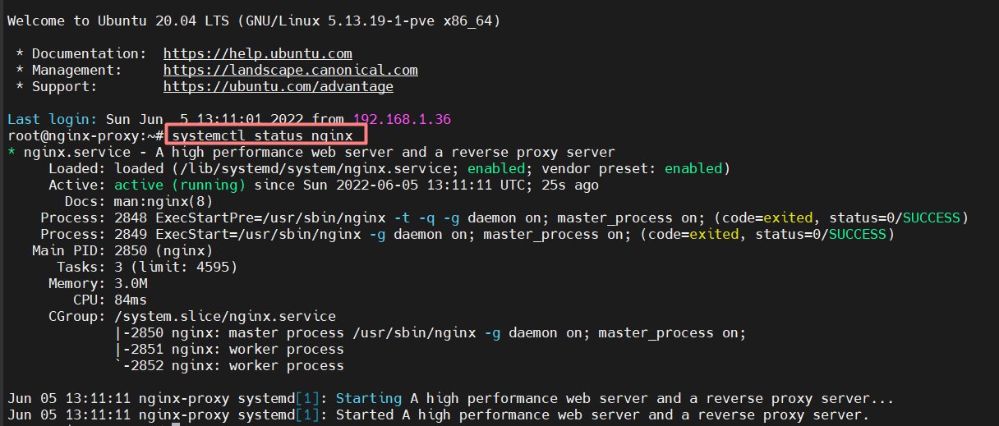 Welcome to Ubuntu 20.04 LTS (GNU/Linux 5.13.19-1-pve x86_64)
* Documentation:  https://help.ubuntu.com
* Management:     https://landscape.canonical.com
* Support:        https://ubuntu.com/advantage
Last login: Sun Jun  5 13:11:01 2022 from 192.168.1.36
root@nginx-proxy:~# systemctl status nginx
* nginx.service - A high performance web server and a reverse proxy server
Loaded: loaded (/lib/systemd/system/nginx.service; enabled; vendor preset: enabled)
Active: active (running) since Sun 2022-06-05 13:11:11 UTC; 25s ago
Docs: man:nginx(8)
Process: 2848 ExecStartPre=/usr/sbin/nginx -t -q -g daemon on; master_process on; (code=exited, status=0/SUCCESS)
Process: 2849 ExecStart=/usr/sbin/nginx -g daemon on; master_process on; (code=exited, status=0/SUCCESS)
Main PID: 2850 (nginx)
Tasks: 3 (limit: 4595)
Memory: 3.0M
CPU: 84ms
CGroup: /system.slice/nginx.service
|-2850 nginx: master process /usr/sbin/nginx -g daemon on; master_process on;
|-2851 nginx: worker process
`-2852 nginx: worker process
Jun 05 13:11:11 nginx-proxy systemd[1]: Starting A high performance web server and a reverse proxy server...
Jun 05 13:11:11 nginx-proxy systemd[1]: Started A high performance web server and a reverse proxy server.